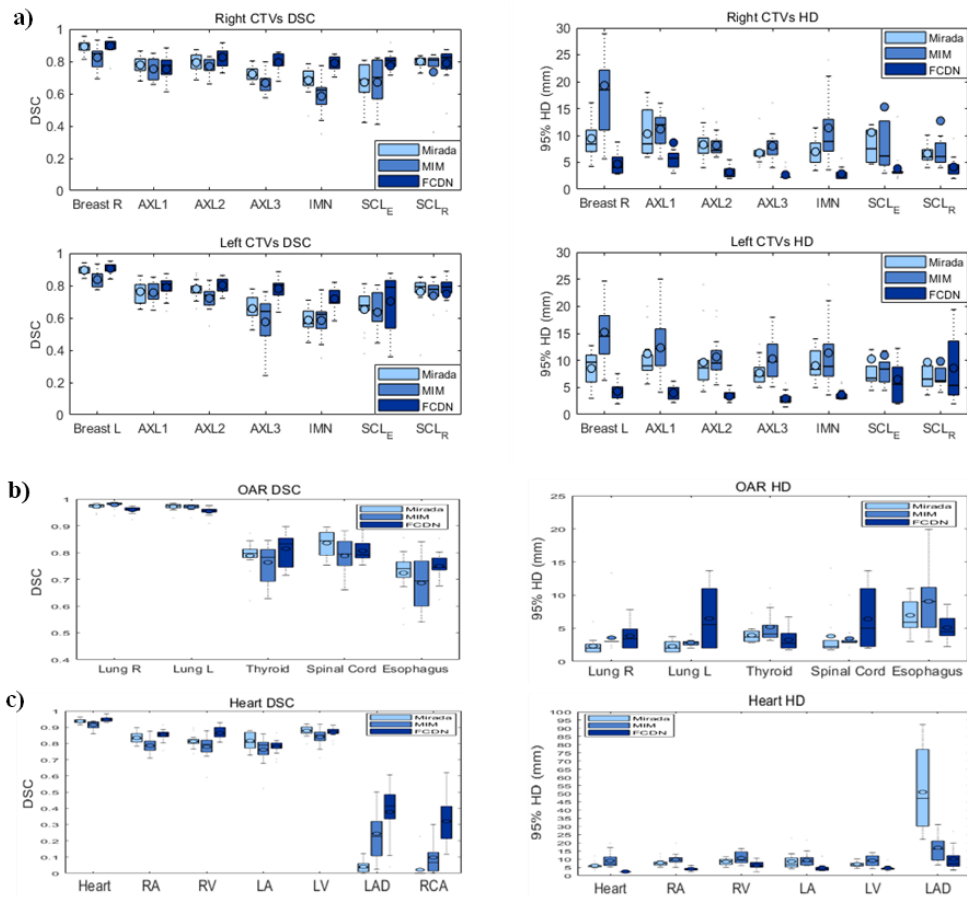 a)
Right CTVs DSC
1
0.8
0.6
0.4
0.2
0
DSC
Mirada
MIM
FCDN
Breast R AXL1 AXL2 AXL3 IMN SCL_E SCL_R
Right CTVs HD
30
25
20
15
10
5
0
95% HD (mm)
Mirada
MIM
FCDN
Breast R AXL1 AXL2 AXL3 IMN SCL_E SCL_R
Left CTVs DSC
1
0.8
0.6
0.4
0.2
0
DSC
Mirada
MIM
FCDN
Breast L AXL1 AXL2 AXL3 IMN SCL_E SCL_R
Left CTVs HD
30
25
20
15
10
5
0
95% HD (mm)
Mirada
MIM
FCDN
Breast L AXL1 AXL2 AXL3 IMN SCL_E SCL_R
b)
OAR DSC
1
0.9
0.8
0.7
0.6
0.5
0.4
DSC
Mirada
MIM
FCDN
Lung R Lung L Thyroid Spinal Cord Esophagus
OAR HD
25
20
15
10
5
0
95% HD (mm)
Mirada
MIM
FCDN
Lung R Lung L Thyroid Spinal Cord Esophagus
c)
Heart DSC
1
0.9
0.8
0.7
0.6
0.5
0.4
0.3
0.2
0.1
0
DSC
Mirada
MIM
FCDN
Heart RA RV LA LV LAD RCA
Heart HD
100
95
90
85
80
75
70
65
60
55
50
45
40
35
30
25
20
15
10
5
0
95% HD (mm)
Mirada
MIM
FCDN
Heart RA RV LA LV LAD